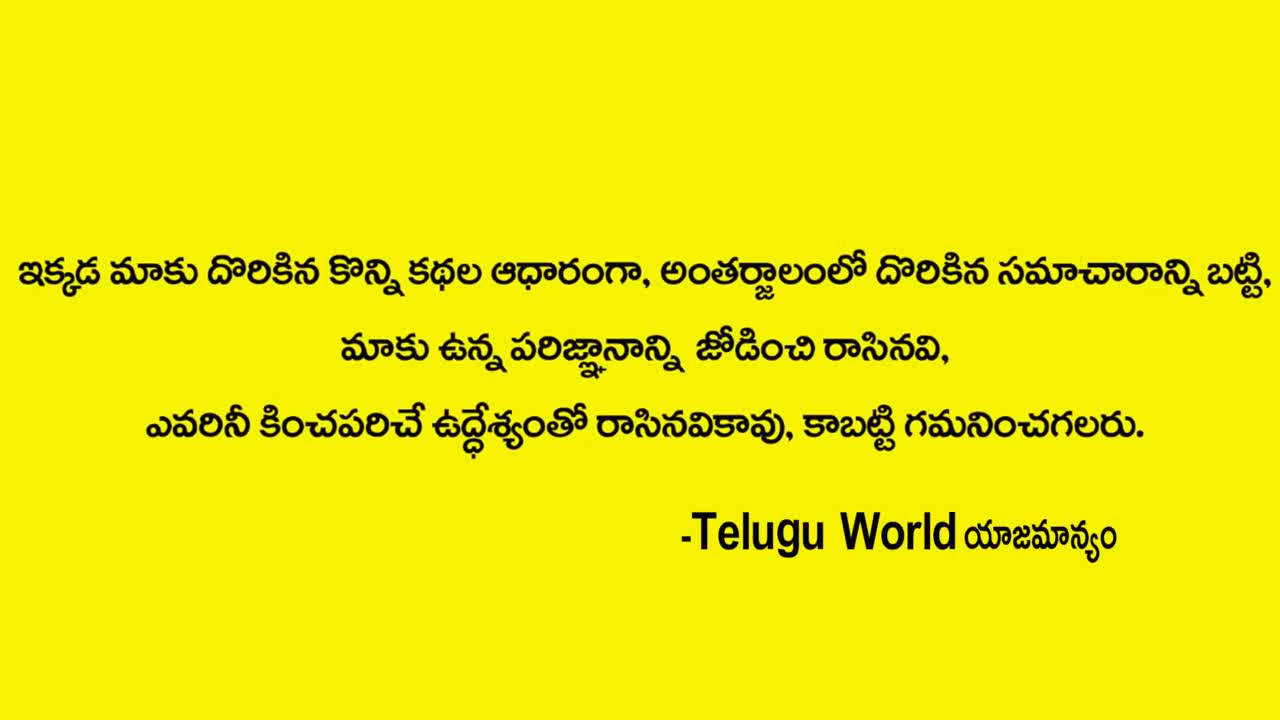 ఇక్కడ మాకు దొరికిన కొన్ని కథల ఆధారంగా, అంతర్జాలంలో దొరికిన సమాచారాన్ని బట్టి,
మాకు ఉన్న పరిజ్ఞానాన్ని జోడించి రాసినవి,
ఎవరినీ కించపరిచే ఉద్ధేశ్యంతో రాసినవికావు, కాబట్టి గమనించగలరు.
-Telugu World యాజమాన్యం